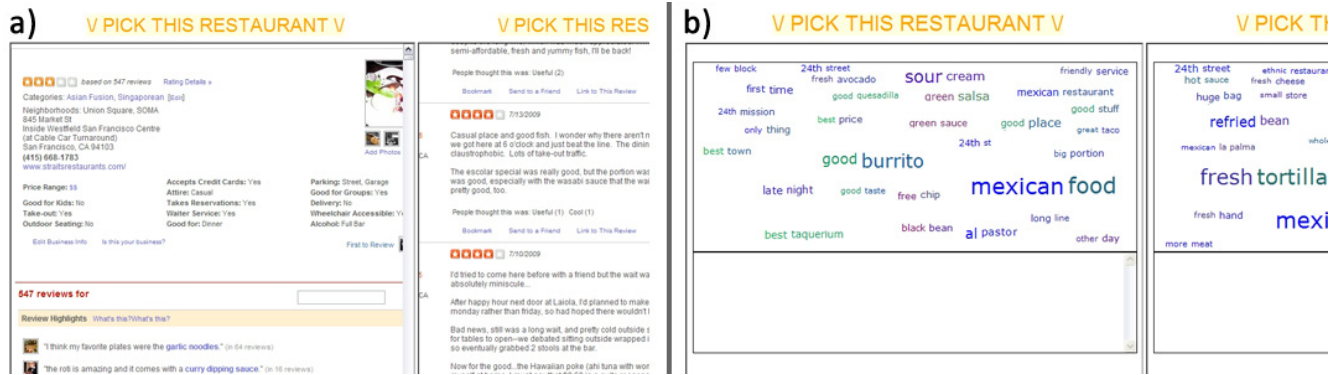 a)
\/ PICK THIS RESTAURANT \/
based on 547 reviews Rating Details »
Categories: Asian Fusion, Singaporean [Edit]
Neighborhoods: Union Square, SOMA
845 Market St
Inside Westfield San Francisco Centre
(at Cable Car Turnaround)
San Francisco, CA 94103
(415) 668-1783
www.straitsrestaurants.com/
Add Photos
Price Range: $$
Good for Kids: No
Take-out: Yes
Outdoor Seating: No
Accepts Credit Cards: Yes
Attire: Casual
Takes Reservations: Yes
Waiter Service: Yes
Good for: Dinner
Parking: Street, Garage
Good for Groups: Yes
Delivery: No
Wheelchair Accessible: Y
Alcohol: Full Bar
Edit Business Info Is this your business?
First to Review
547 reviews for
Review Highlights What's this?What's this?
"I think my favorite plates were the garlic noodles." (in 64 reviews)
"the roti is amazing and it comes with a curry dipping sauce." (in 16 reviews)
\/ PICK THIS RES
semi-affordable, fresh and yummy fish, I'll be back!
People thought this was: Useful (2)
Bookmark Send to a Friend Link to This Review
7/13/2009
CA
Casual place and good fish. I wonder why there aren't
we got here at 6 o'clock and just beat the line. The dinin
claustrophobic. Lots of take-out traffic.
The escolar special was really good, but the portion was
was good, especially with the wasabi sauce that the wai
pretty good, too.
People thought this was: Useful (1) Cool (1)
Bookmark Send to a Friend Link to This Review
7/10/2009
CA
I'd tried to come here before with a friend but the wait wa
absolutely miniscule...
After happy hour next door at Laiola, I'd planned to make
monday rather than friday, so had hoped there wouldn't
Bad news, still was a long wait, and pretty cold outside s
for tables to open--we debated sitting outside wrapped i
so eventually grabbed 2 stools at the bar.
Now for the good...the Hawaiian poke (ahi tuna with wor
b)
\/ PICK THIS RESTAURANT \/
few block
24th street
fresh avocado
sour cream
friendly service
first time
good quesadilla
green salsa
mexican restaurant
24th mission
best price
green sauce
good place
good stuff
only thing
great taco
best town
24th st
good burrito
big portion
late night
good taste
free chip
mexican food
long line
best taquerium
black bean
al pastor
other day
\/ PICK TH
24th street
ethnic restauran
hot sauce
fresh cheese
huge bag
small store
refried bean
mexican la palma
whole
fresh tortilla
fresh hand
mexi
more meat